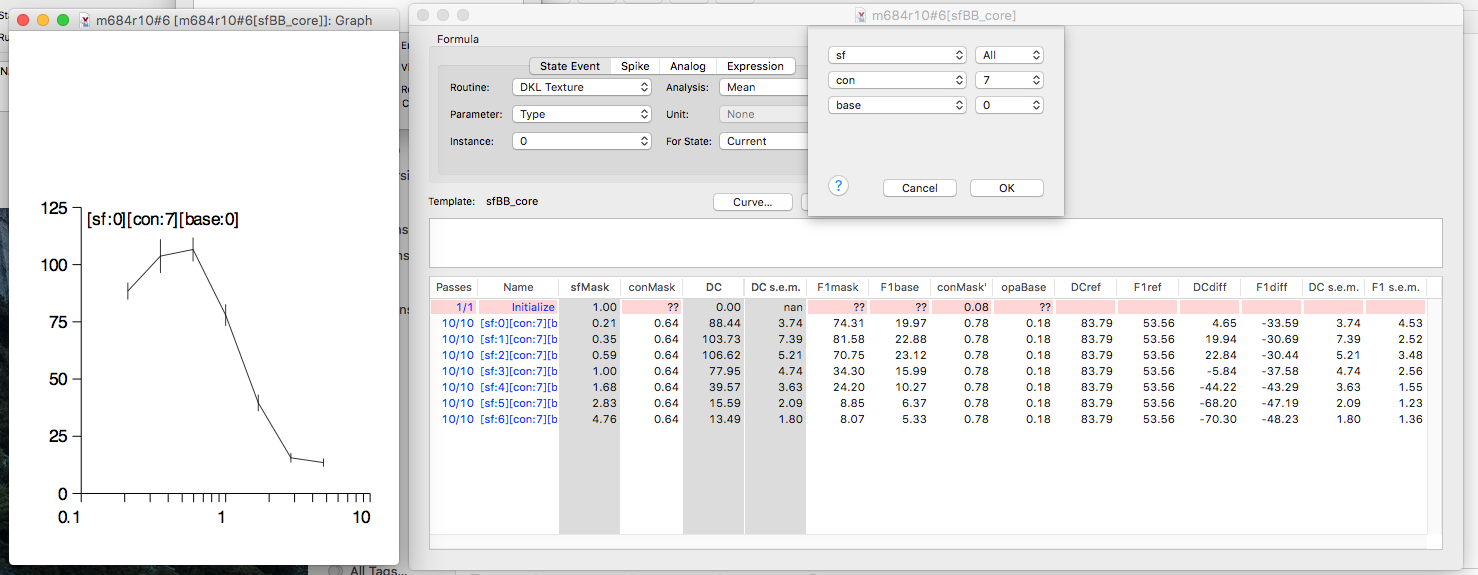 m684r10#6 [m684r10#6[sfBB_core]]: Graph
125
[sf:0][con:7][base:0]
100
75
50
25
0
0.1 1 10
m684r10#6[sfBB_core]
Formula
State Event Spike Analog Expression
Routine: DKL Texture Analysis: Mean
Parameter: Type Unit: None
Instance: 0 For State: Current
sf All
con 7
base 0
? Cancel OK
Template: sfBB_core Curve...
Passes Name sfMask conMask DC DC s.e.m. F1mask F1base conMask' opaBase DCref F1ref DCdiff F1diff DC s.e.m. F1 s.e.m.
1/1 Initialize 1.00 ?? 0.00 nan ?? ?? 0.08 ??
10/10 [sf:0][con:7][b 0.21 0.64 88.44 3.74 74.31 19.97 0.78 0.18 83.79 53.56 4.65 -33.59 3.74 4.53
10/10 [sf:1][con:7][b 0.35 0.64 103.73 7.39 81.58 22.88 0.78 0.18 83.79 53.56 19.94 -30.69 7.39 2.52
10/10 [sf:2][con:7][b 0.59 0.64 106.62 5.21 70.75 23.12 0.78 0.18 83.79 53.56 22.84 -30.44 5.21 3.48
10/10 [sf:3][con:7][b 1.00 0.64 77.95 4.74 34.30 15.99 0.78 0.18 83.79 53.56 -5.84 -37.58 4.74 2.56
10/10 [sf:4][con:7][b 1.68 0.64 39.57 3.63 24.20 10.27 0.78 0.18 83.79 53.56 -44.22 -43.29 3.63 1.55
10/10 [sf:5][con:7][b 2.83 0.64 15.59 2.09 8.85 6.37 0.78 0.18 83.79 53.56 -68.20 -47.19 2.09 1.23
10/10 [sf:6][con:7][b 4.76 0.64 13.49 1.80 8.07 5.33 0.78 0.18 83.79 53.56 -70.30 -48.23 1.80 1.36
All Tags...